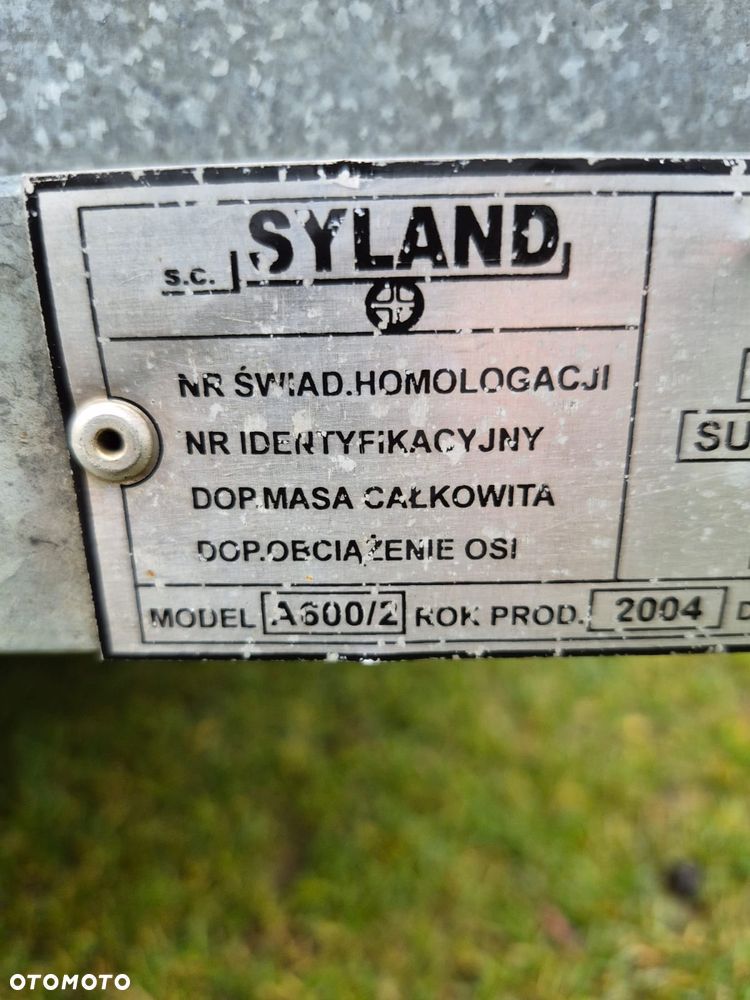 s.c. SYLAND
NR ŚWIAD.HOMOLOGACJI
NR IDENTYFIKACYJNY
SU
DOP.MASA CAŁKOWITA
DOP.OBCIĄŻENIE OSI
MODEL A600/2 ROK PROD. 2004
OTOMOTO